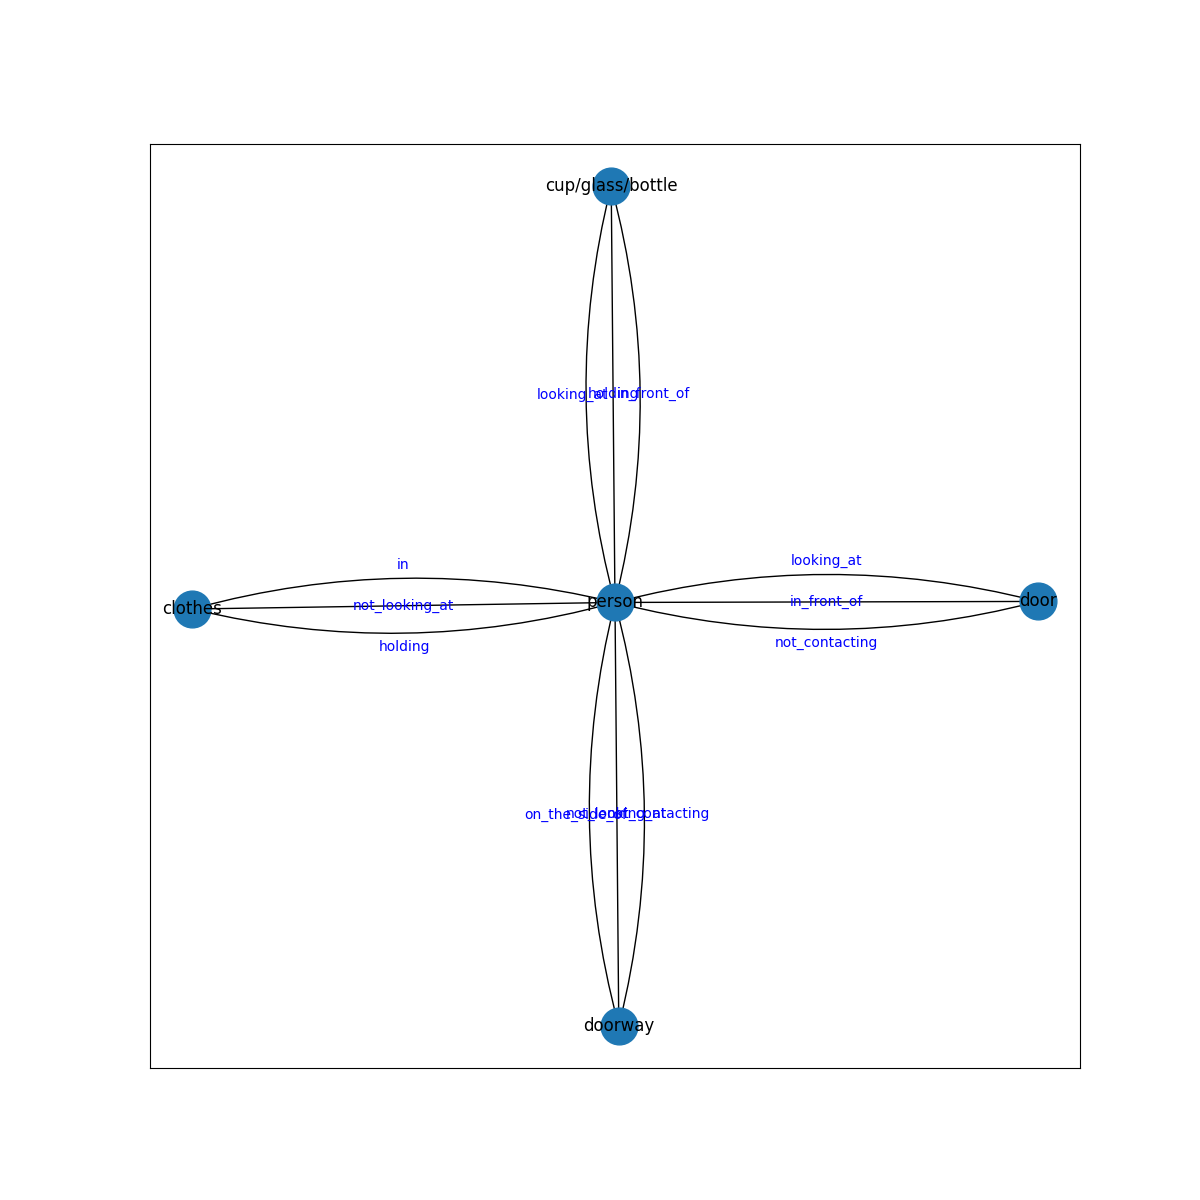 cup/glass/bottle
looking_at
holding
in_front_of
in
looking_at
clothes
not_looking_at
person
in_front_of
door
holding
not_contacting
on_the_side_of
not_looking_at
not_contacting
doorway